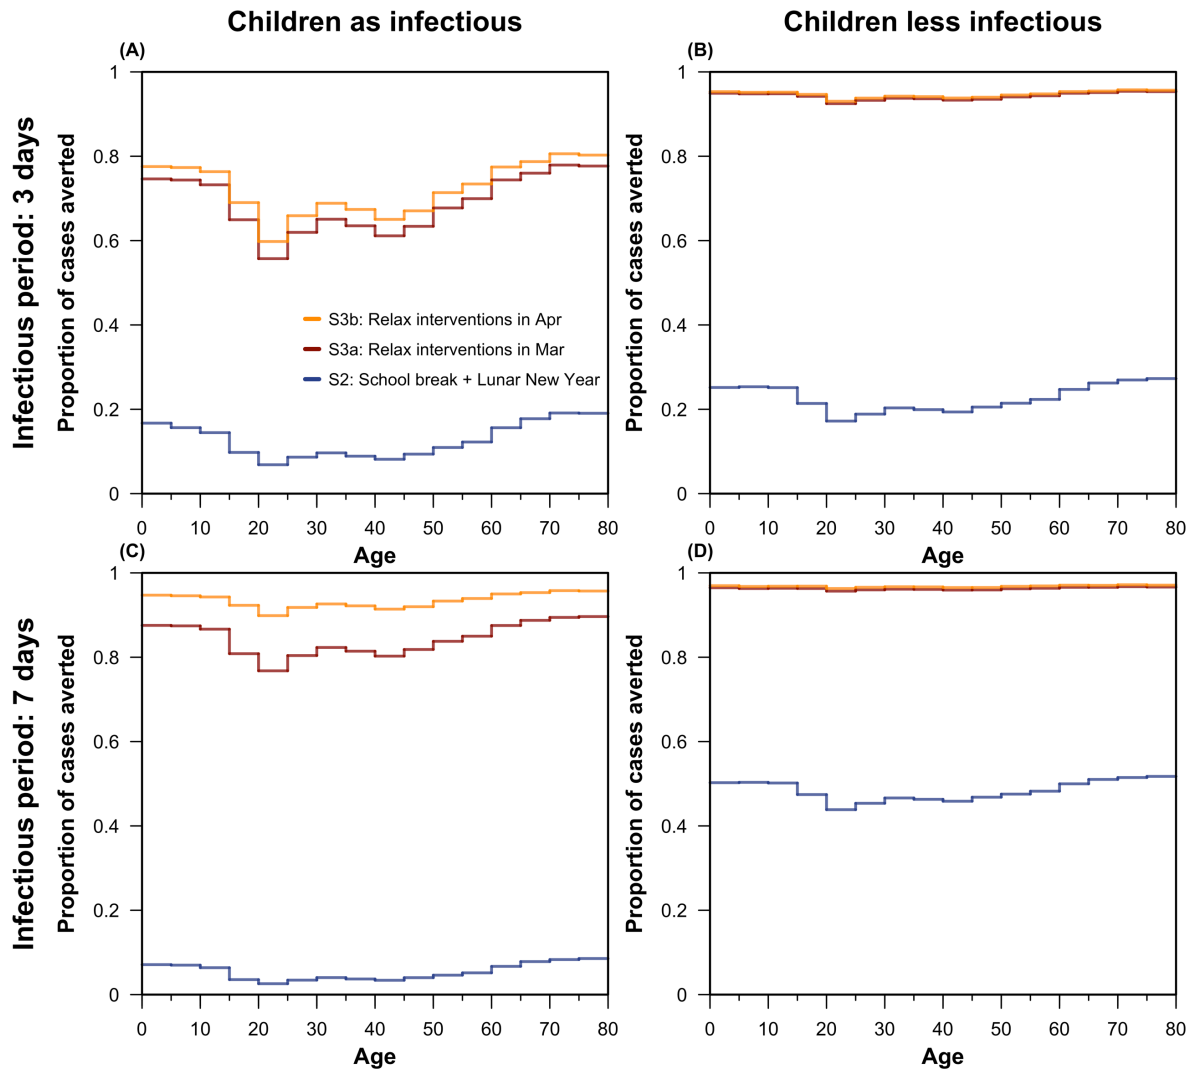 Children as infectious
Children less infectious
(A)
(B)
Infectious period: 3 days
Proportion of cases averted
1
0.8
0.6
0.4
0.2
0
S3b: Relax interventions in Apr
S3a: Relax interventions in Mar
S2: School break + Lunar New Year
0 10 20 30 40 50 60 70 80
Age
Proportion of cases averted
1
0.8
0.6
0.4
0.2
0
0 10 20 30 40 50 60 70 80
Age
(C)
(D)
Infectious period: 7 days
Proportion of cases averted
1
0.8
0.6
0.4
0.2
0
0 10 20 30 40 50 60 70 80
Age
Proportion of cases averted
1
0.8
0.6
0.4
0.2
0
0 10 20 30 40 50 60 70 80
Age